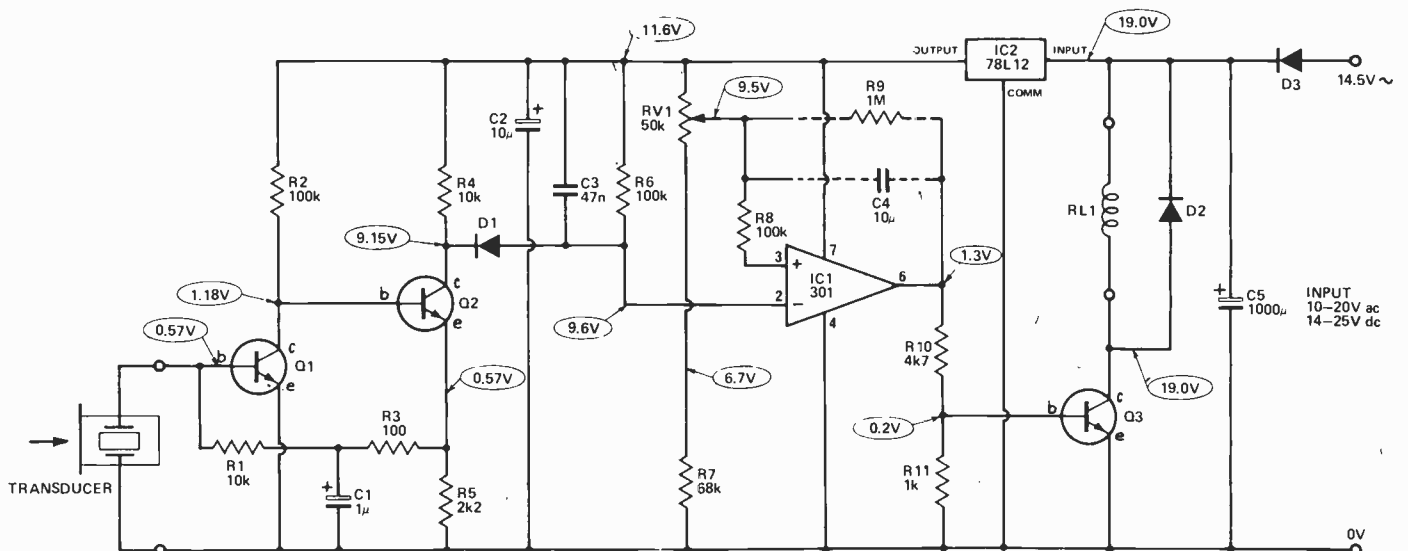 11.6V
OUTPUT
IC2
78L12
INPUT
19.0V
COMM
D3
14.5V ~
R2
100k
R4
10k
C2
10µ
+
C3
47n
R6
100k
RV1
50k
9.5V
R9
1M
C4
10µ
R8
100k
RL1
D2
D1
9.15V
1.18V
b
c
Q2
e
9.6V
3
+
2
−
IC1
301
7
6
4
1.3V
+
C5
1000µ
INPUT
10–20V ac
14–25V dc
0.57V
b
c
Q1
e
0.57V
6.7V
R10
4k7
19.0V
0.2V
b
c
Q3
e
R3
100
R1
10k
TRANSDUCER
+
C1
1µ
R5
2k2
R7
68k
R11
1k
0V